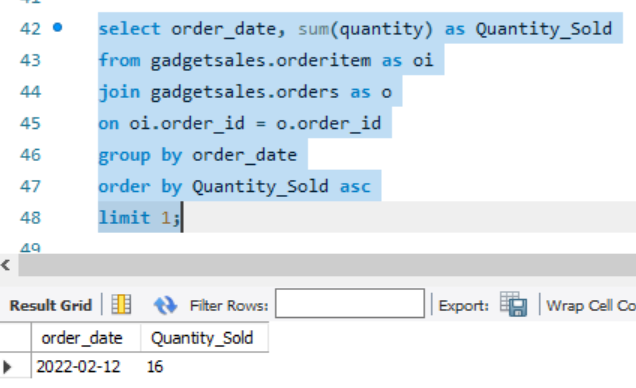 41
42 select order_date, sum(quantity) as Quantity_Sold
43 from gadgetsales.orderitem as oi
44 join gadgetsales.orders as o
45 on oi.order_id = o.order_id
46 group by order_date
47 order by Quantity_Sold asc
48 limit 1;
49
Result Grid Filter Rows: Export: Wrap Cell Co
order_date Quantity_Sold
2022-02-12 16